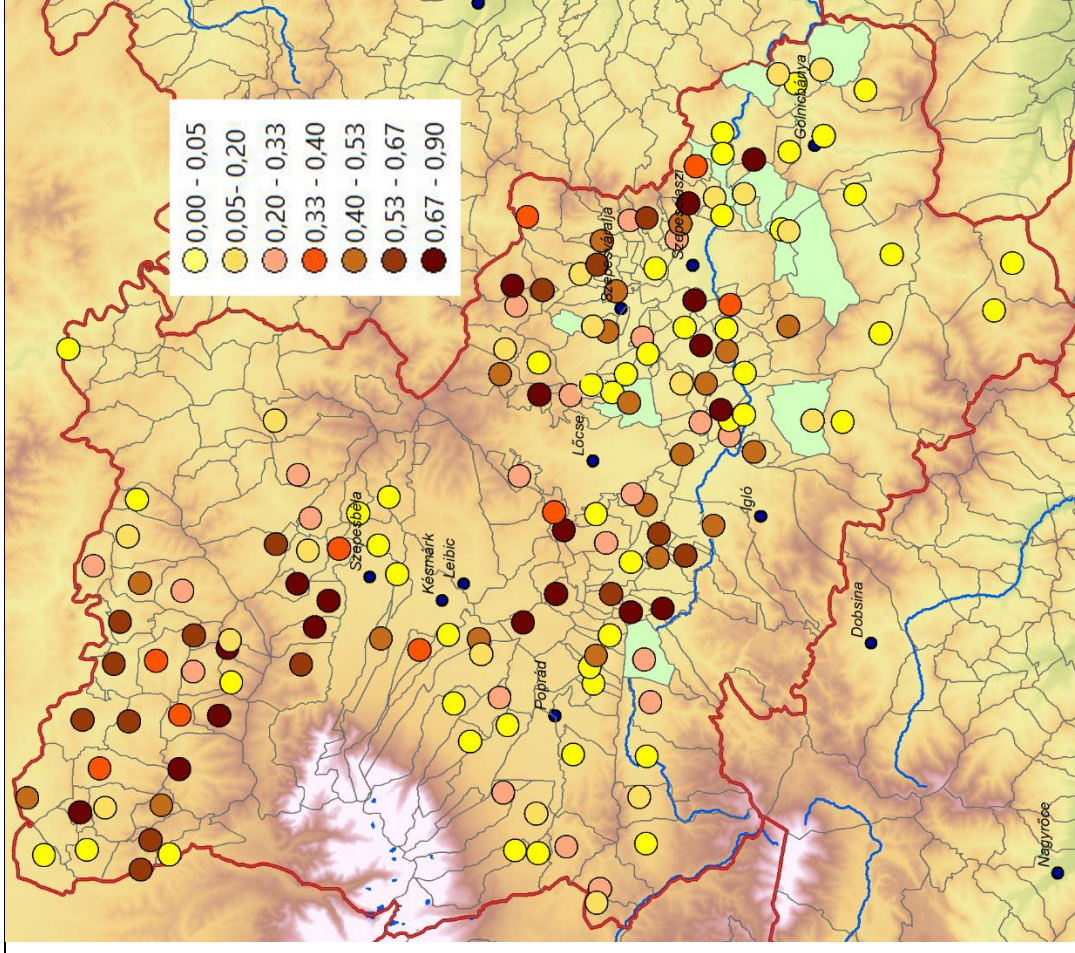 0,00 - 0,05
0,05- 0,20
0,20 - 0,33
0,33 - 0,40
0,40 - 0,53
0,53 - 0,67
0,67 - 0,90
Szepesbéla
Késmárk
Leibic
Poprád
Lőcse
Szepesváralja
Igló
Gölnicbánya
Dobsina
Nagyrőce